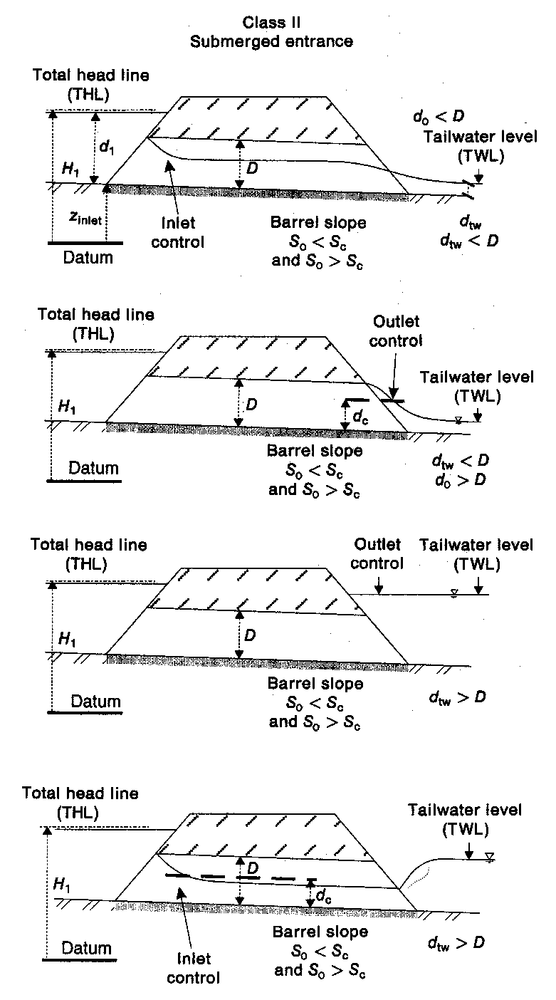 Class II
Submerged entrance
Total head line
(THL)
d₁
H₁
z_inlet
Datum
D
Inlet
control
Barrel slope
S₀ < S_c
and S₀ > S_c
d₀ < D
Tailwater level
(TWL)
d_tw
d_tw < D
Total head line
(THL)
H₁
Datum
D
d_c
Outlet
control
Tailwater level
(TWL)
Barrel slope
S₀ < S_c
and S₀ > S_c
d_tw < D
d₀ > D
Total head line
(THL)
H₁
Datum
D
Outlet
control
Tailwater level
(TWL)
Barrel slope
S₀ < S_c
and S₀ > S_c
d_tw > D
Total head line
(THL)
H₁
Datum
D
d_c
Inlet
control
Tailwater level
(TWL)
Barrel slope
S₀ < S_c
and S₀ > S_c
d_tw > D